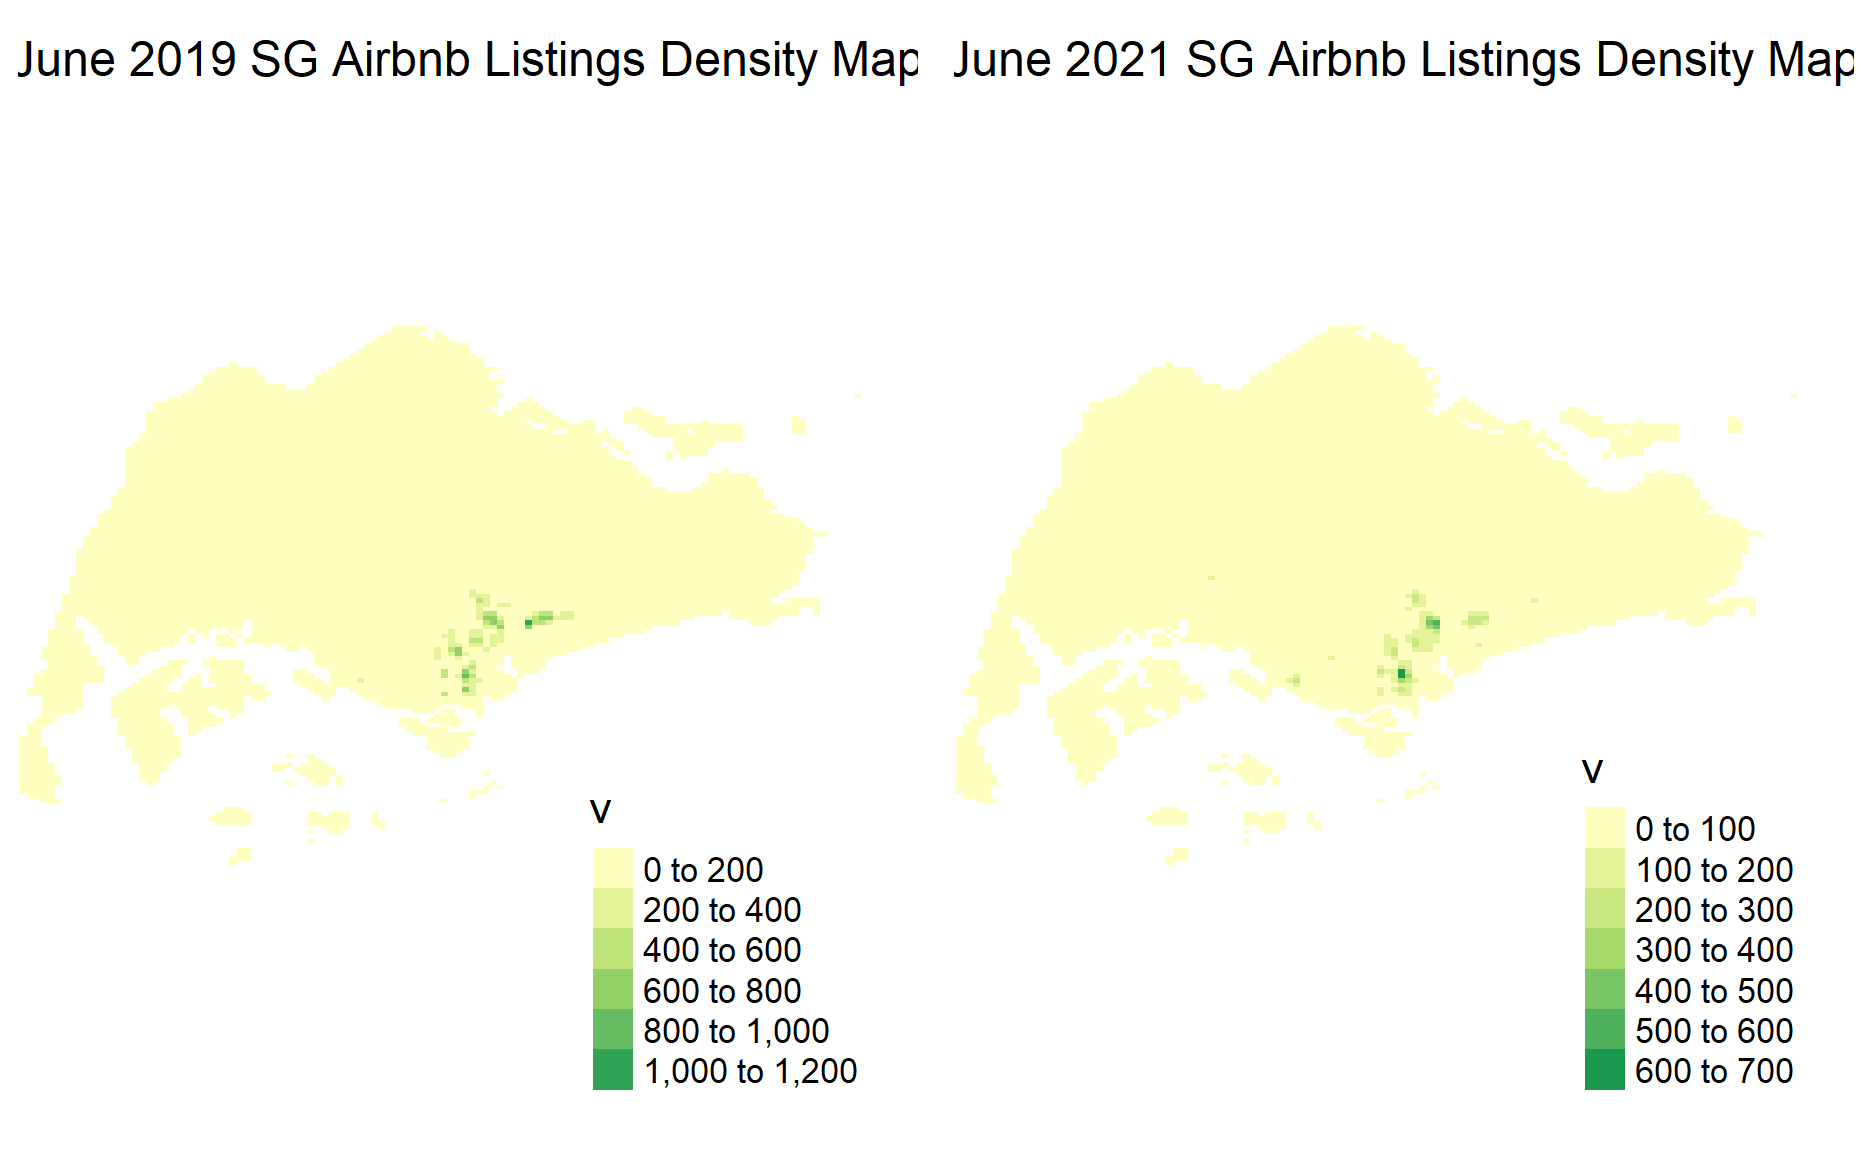 June 2019 SG Airbnb Listings Density Map
June 2021 SG Airbnb Listings Density Map
v
0 to 200
200 to 400
400 to 600
600 to 800
800 to 1,000
1,000 to 1,200
v
0 to 100
100 to 200
200 to 300
300 to 400
400 to 500
500 to 600
600 to 700